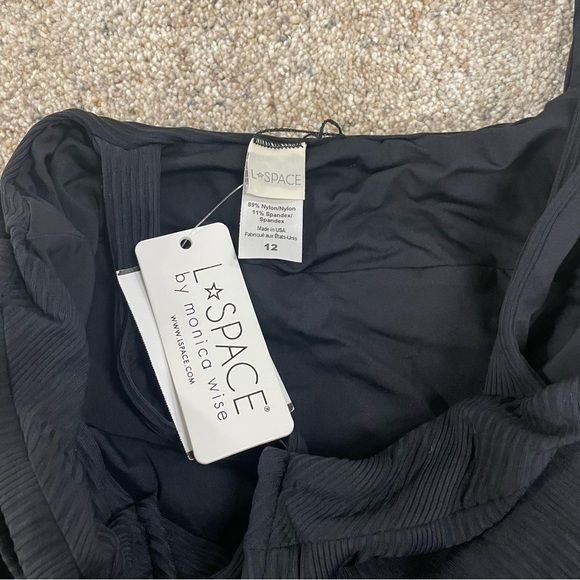 L☆SPACE
89% Nylon/Nylon
11% Spandex/
Spandex
Made in USA
Fabriqué aux États-Unis
12
L☆SPACE®
by monica wise
WWW.LSPACE.COM